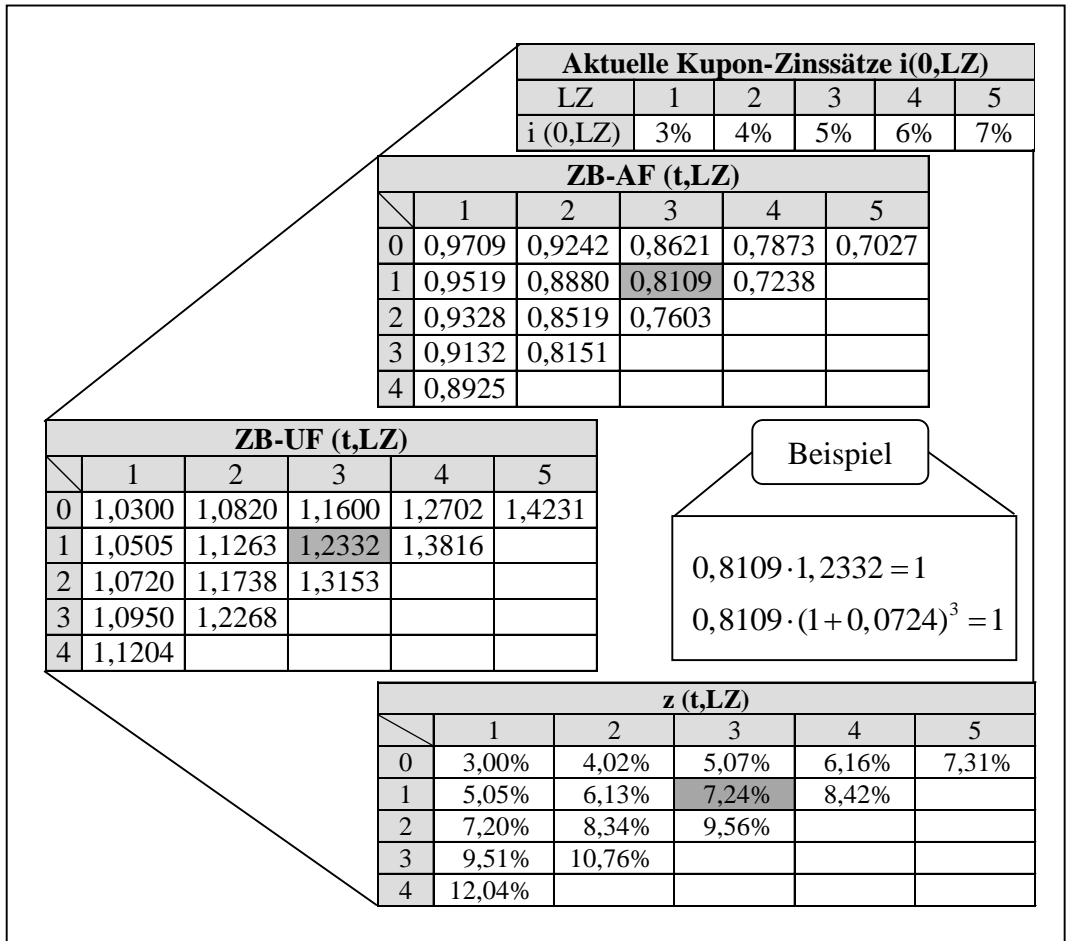 Aktuelle Kupon-Zinssätze i(0,LZ)
LZ 1 2 3 4 5
i (0,LZ) 3% 4% 5% 6% 7%
ZB-AF (t,LZ)
1 2 3 4 5
0 0,9709 0,9242 0,8621 0,7873 0,7027
1 0,9519 0,8880 0,8109 0,7238
2 0,9328 0,8519 0,7603
3 0,9132 0,8151
4 0,8925
ZB-UF (t,LZ)
1 2 3 4 5
0 1,0300 1,0820 1,1600 1,2702 1,4231
1 1,0505 1,1263 1,2332 1,3816
2 1,0720 1,1738 1,3153
3 1,0950 1,2268
4 1,1204
Beispiel
0,8109·1,2332=1
0,8109·(1+0,0724)³=1
z (t,LZ)
1 2 3 4 5
0 3,00% 4,02% 5,07% 6,16% 7,31%
1 5,05% 6,13% 7,24% 8,42%
2 7,20% 8,34% 9,56%
3 9,51% 10,76%
4 12,04%